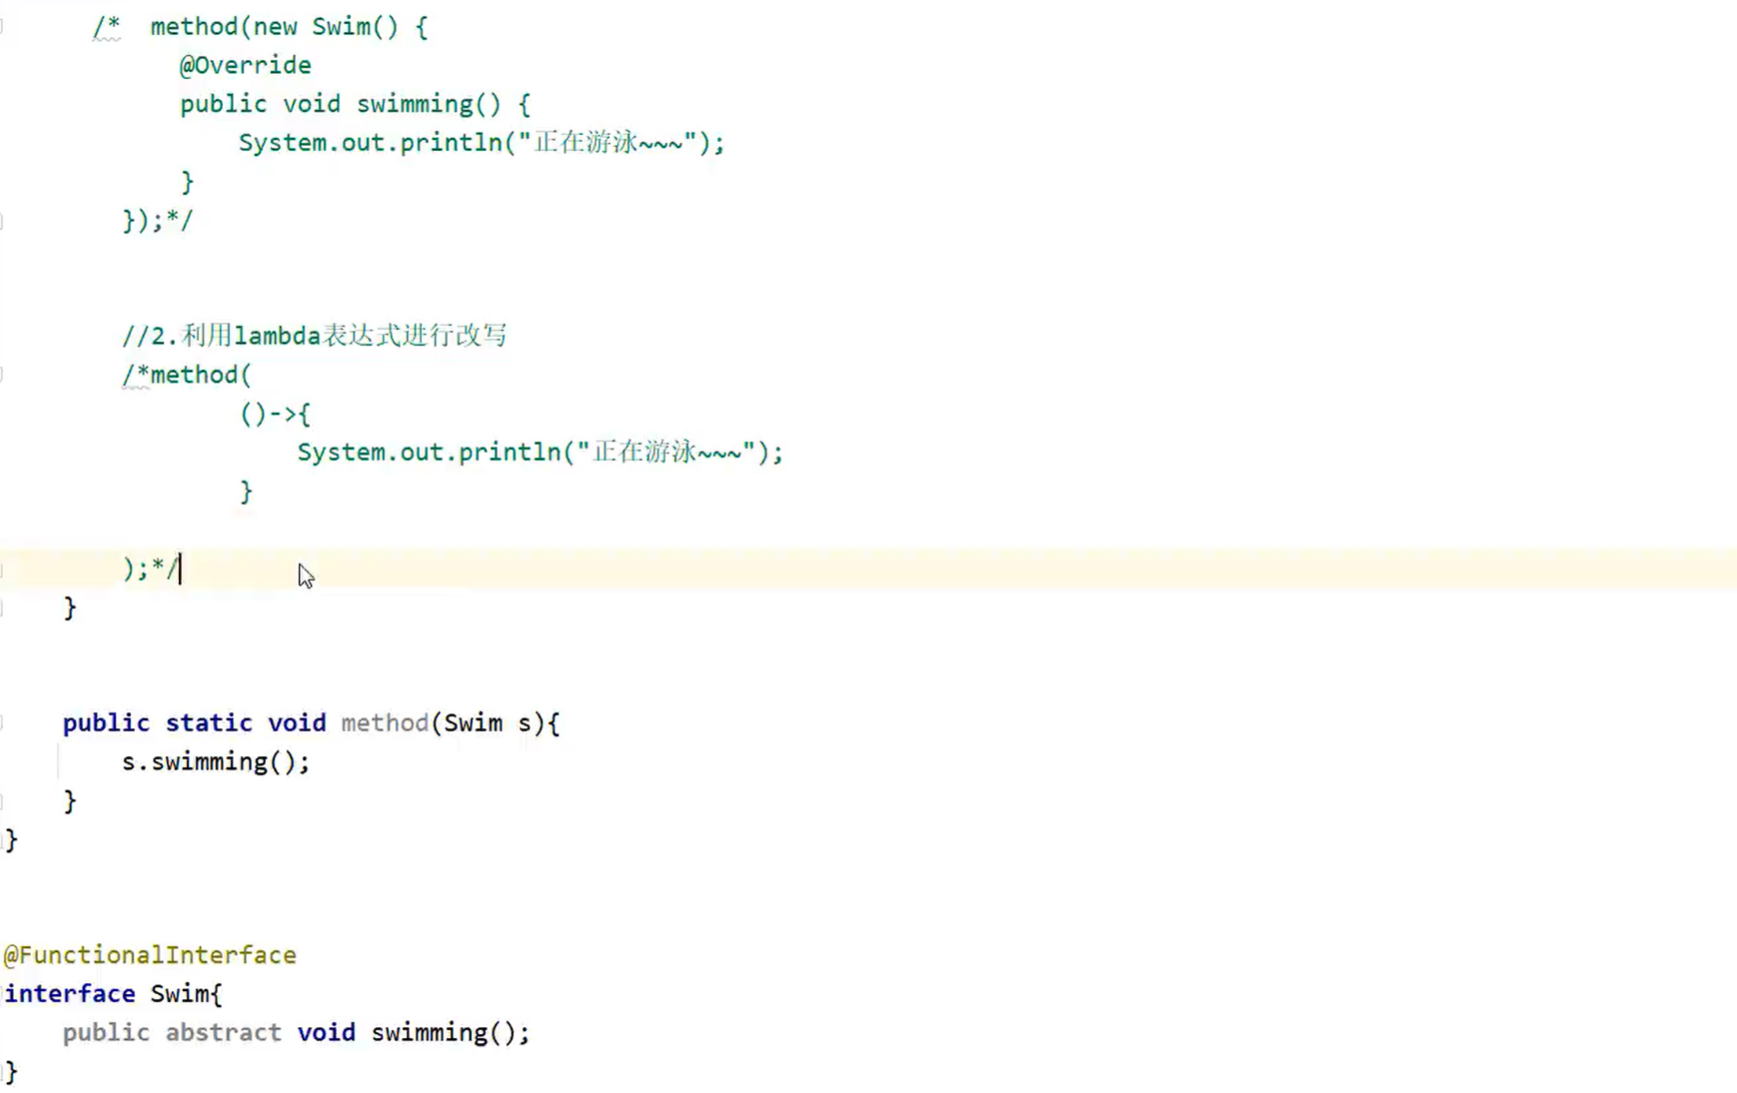 /*  method(new Swim() {
@Override
public void swimming() {
System.out.println("正在游泳~~~");
}
});*/
//2.利用lambda表达式进行改写
/*method(
()->{
System.out.println("正在游泳~~~");
}
);*/
}
public static void method(Swim s){
s.swimming();
}
}
@FunctionalInterface
interface Swim{
public abstract void swimming();
}